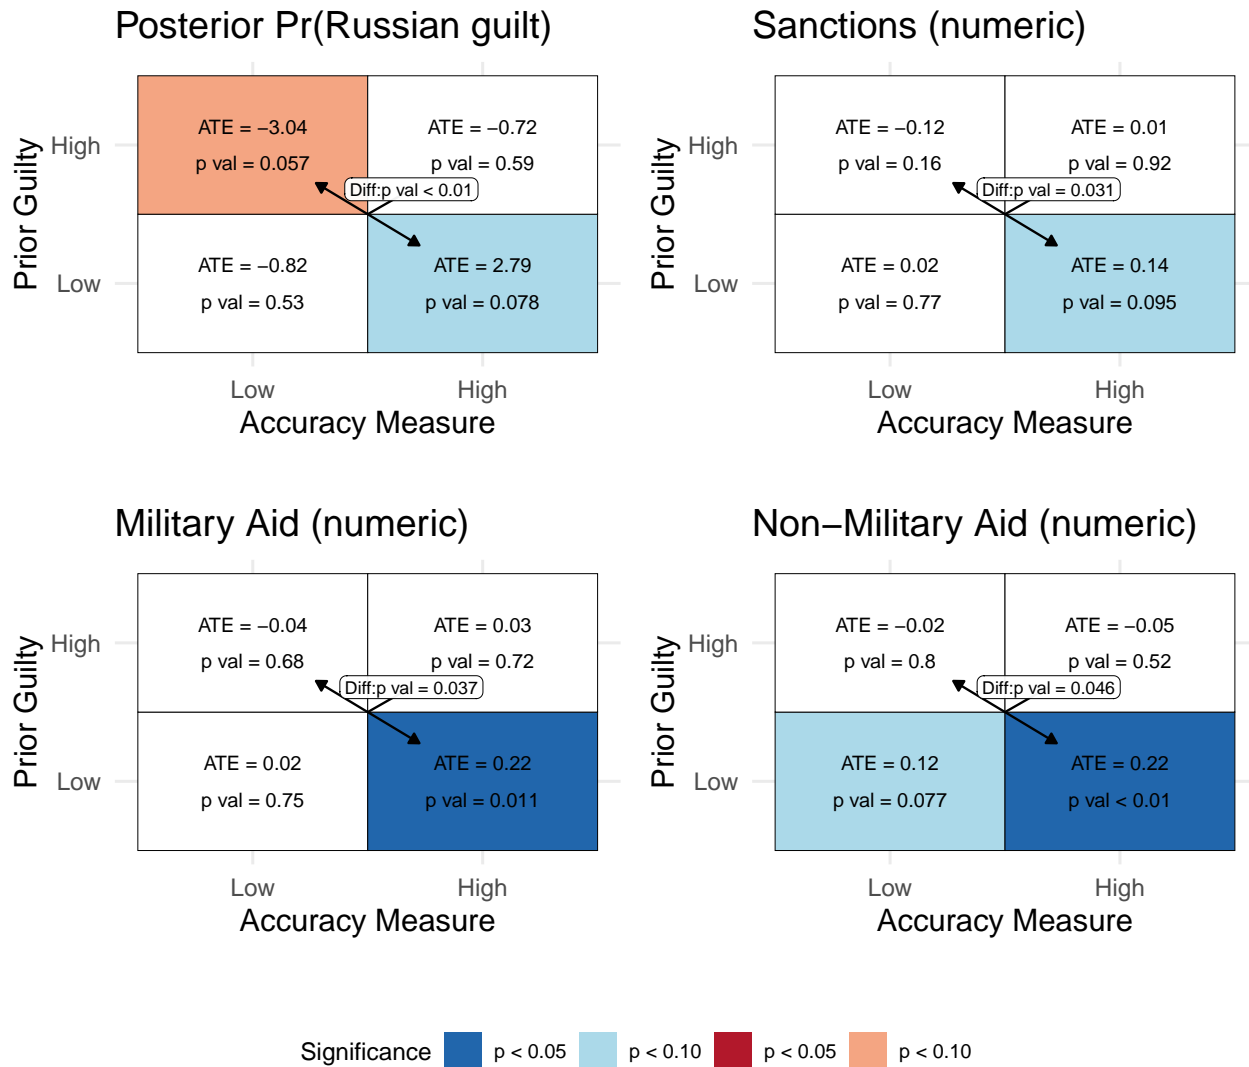 Posterior Pr(Russian guilt)
Prior Guilty
High
Low
ATE = −3.04
p val = 0.057
ATE = −0.72
p val = 0.59
Diff:p val < 0.01
ATE = −0.82
p val = 0.53
ATE = 2.79
p val = 0.078
Low
High
Accuracy Measure
Sanctions (numeric)
Prior Guilty
High
Low
ATE = −0.12
p val = 0.16
ATE = 0.01
p val = 0.92
Diff:p val = 0.031
ATE = 0.02
p val = 0.77
ATE = 0.14
p val = 0.095
Low
High
Accuracy Measure
Military Aid (numeric)
Prior Guilty
High
Low
ATE = −0.04
p val = 0.68
ATE = 0.03
p val = 0.72
Diff:p val = 0.037
ATE = 0.02
p val = 0.75
ATE = 0.22
p val = 0.011
Low
High
Accuracy Measure
Non−Military Aid (numeric)
Prior Guilty
High
Low
ATE = −0.02
p val = 0.8
ATE = −0.05
p val = 0.52
Diff:p val = 0.046
ATE = 0.12
p val = 0.077
ATE = 0.22
p val < 0.01
Low
High
Accuracy Measure
Significance
p < 0.05
p < 0.10
p < 0.05
p < 0.10